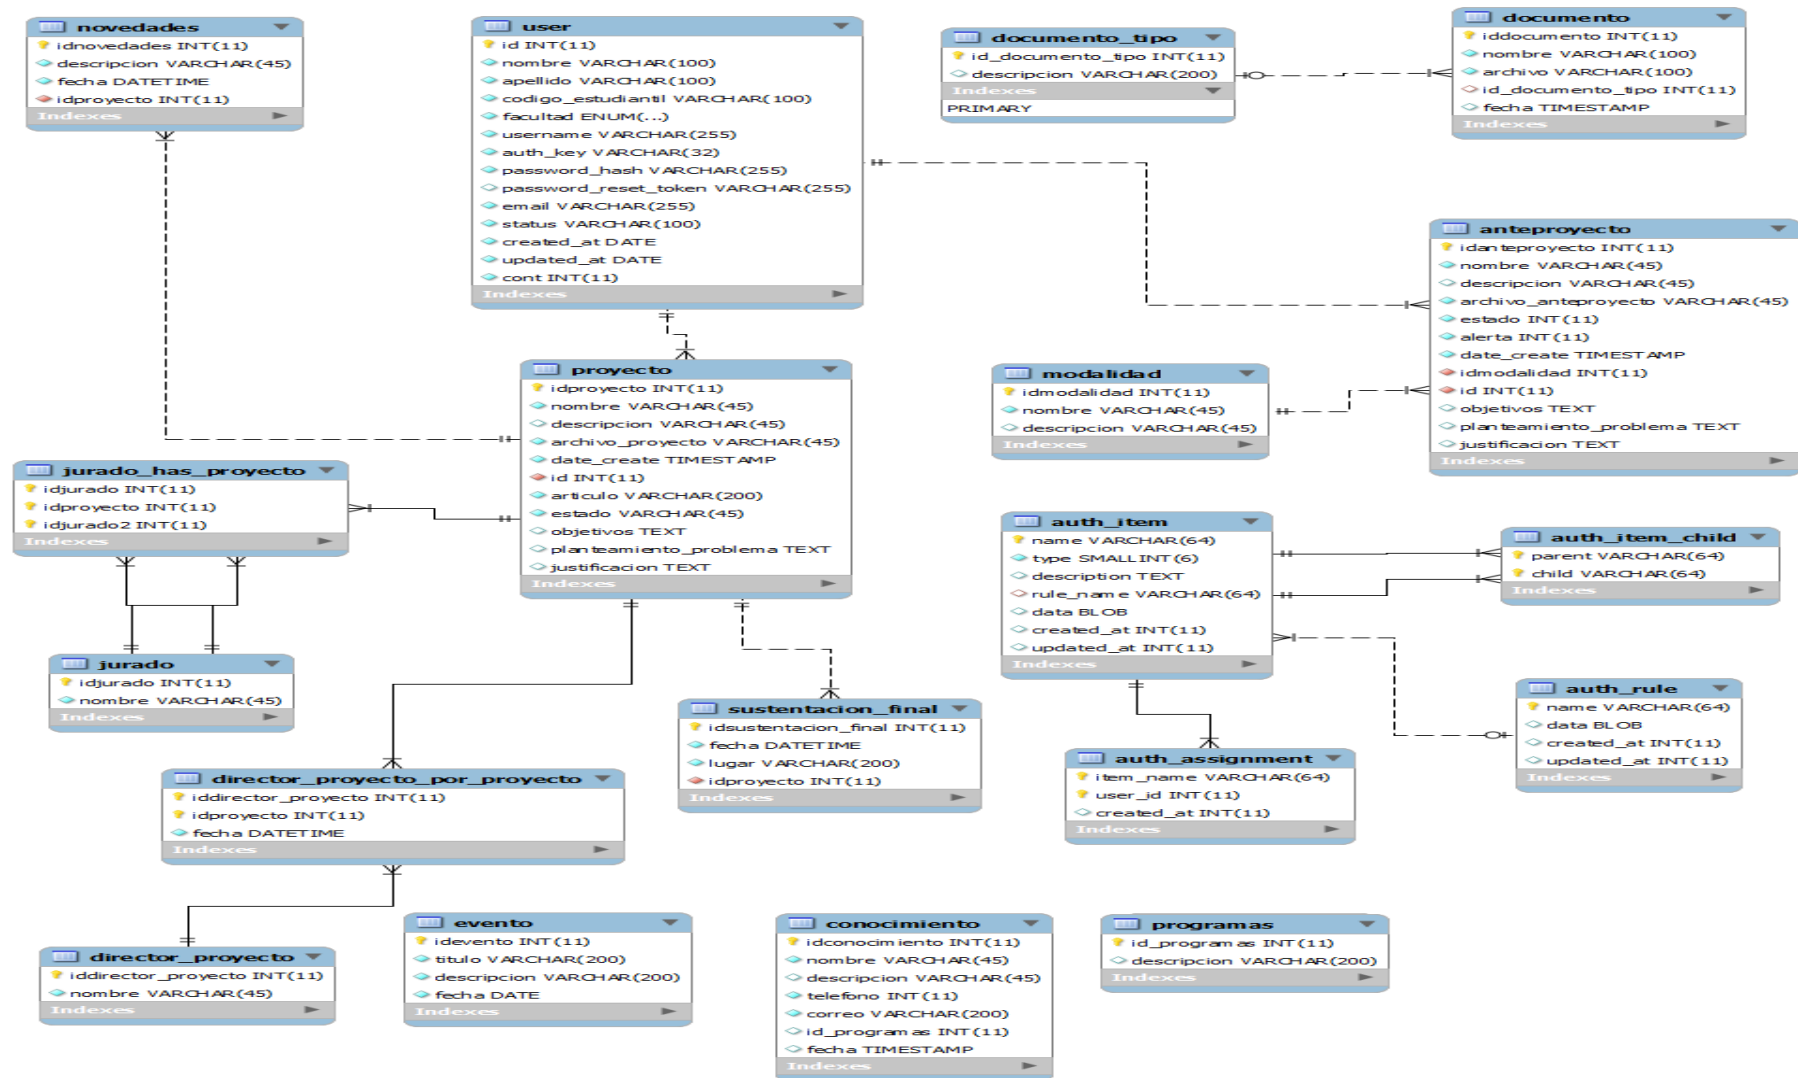 novedades
idnovedades INT(11)
descripcion VARCHAR(45)
fecha DATETIME
idproyecto INT(11)
Indexes
user
id INT(11)
nombre VARCHAR(100)
apellido VARCHAR(100)
codigo_estudiantil VARCHAR(100)
facultad ENUM(...)
username VARCHAR(255)
auth_key VARCHAR(32)
password_hash VARCHAR(255)
password_reset_token VARCHAR(255)
email VARCHAR(255)
status VARCHAR(100)
created_at DATE
updated_at DATE
cont INT(11)
Indexes
documento_tipo
id_documento_tipo INT(11)
descripcion VARCHAR(200)
Indexes
PRIMARY
documento
iddocumento INT(11)
nombre VARCHAR(100)
archivo VARCHAR(100)
id_documento_tipo INT(11)
fecha TIMESTAMP
Indexes
anteproyecto
idanteproyecto INT(11)
nombre VARCHAR(45)
descripcion VARCHAR(45)
archivo_anteproyecto VARCHAR(45)
estado INT(11)
alerta INT(11)
date_create TIMESTAMP
idmodalidad INT(11)
id INT(11)
objetivos TEXT
planteamiento_problema TEXT
justificacion TEXT
Indexes
proyecto
idproyecto INT(11)
nombre VARCHAR(45)
descripcion VARCHAR(45)
archivo_proyecto VARCHAR(45)
date_create TIMESTAMP
id INT(11)
articulo VARCHAR(200)
estado VARCHAR(45)
objetivos TEXT
planteamiento_problema TEXT
justificacion TEXT
Indexes
modalidad
idmodalidad INT(11)
nombre VARCHAR(45)
descripcion VARCHAR(45)
Indexes
jurado_has_proyecto
idjurado INT(11)
idproyecto INT(11)
idjurado2 INT(11)
Indexes
auth_item
name VARCHAR(64)
type SMALLINT(6)
description TEXT
rule_name VARCHAR(64)
data BLOB
created_at INT(11)
updated_at INT(11)
Indexes
auth_item_child
parent VARCHAR(64)
child VARCHAR(64)
Indexes
jurado
idjurado INT(11)
nombre VARCHAR(45)
Indexes
sustentacion_final
idsustentacion_final INT(11)
fecha DATETIME
lugar VARCHAR(200)
idproyecto INT(11)
Indexes
auth_rule
name VARCHAR(64)
data BLOB
created_at INT(11)
updated_at INT(11)
Indexes
auth_assignment
item_name VARCHAR(64)
user_id INT(11)
created_at INT(11)
Indexes
director_proyecto_por_proyecto
iddirector_proyecto INT(11)
idproyecto INT(11)
fecha DATETIME
Indexes
director_proyecto
iddirector_proyecto INT(11)
nombre VARCHAR(45)
Indexes
evento
idevento INT(11)
titulo VARCHAR(200)
descripcion VARCHAR(200)
fecha DATE
Indexes
conocimiento
idconocimiento INT(11)
nombre VARCHAR(45)
descripcion VARCHAR(45)
telefono INT(11)
correo VARCHAR(200)
id_programas INT(11)
fecha TIMESTAMP
Indexes
programas
id_programas INT(11)
descripcion VARCHAR(200)
Indexes